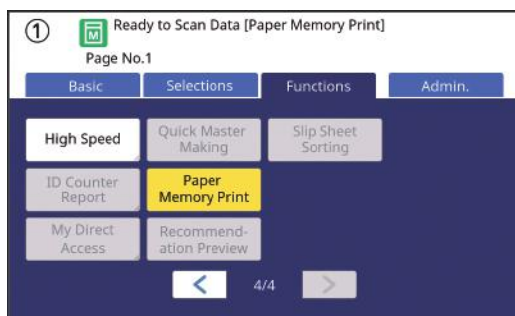 ①
M
Ready to Scan Data [Paper Memory Print]
Page No.1
Basic Selections Functions Admin.
High Speed
Quick Master
Making
Slip Sheet
Sorting
ID Counter
Report
Paper
Memory Print
My Direct
Access
Recommend-
ation Preview
< 4/4 >